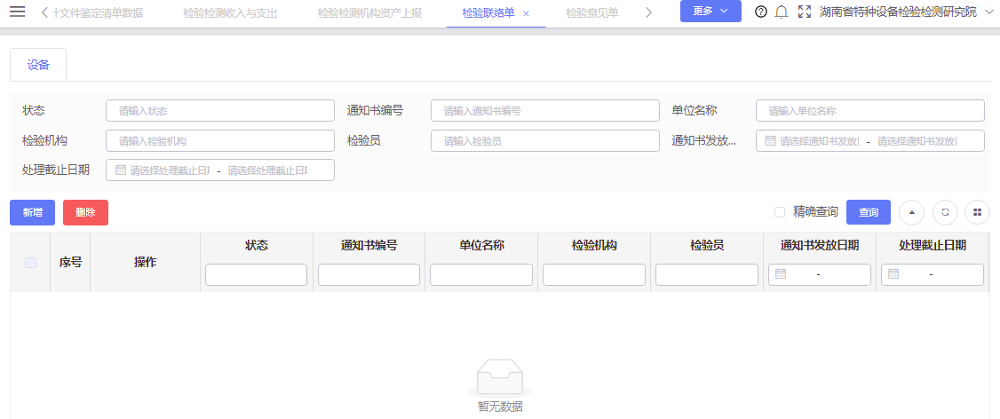 计文件鉴定清单数据 检验检测收入与支出 检验检测机构资产上报 检验联络单 × 检验意见单 更多 湖南省特种设备检验检测研究院
设备
状态 请输入状态 通知书编号 请输入通知书编号 单位名称 请输入单位名称
检验机构 请输入检验机构 检验员 请输入检验员 通知书发放... 请选择通知书发放日 - 请选择通知书发放日
处理截止日期 请选择处理截止日期 - 请选择处理截止日期
新增 删除 精确查询 查询
序号 操作 状态 通知书编号 单位名称 检验机构 检验员 通知书发放日期 处理截止日期
- -
暂无数据